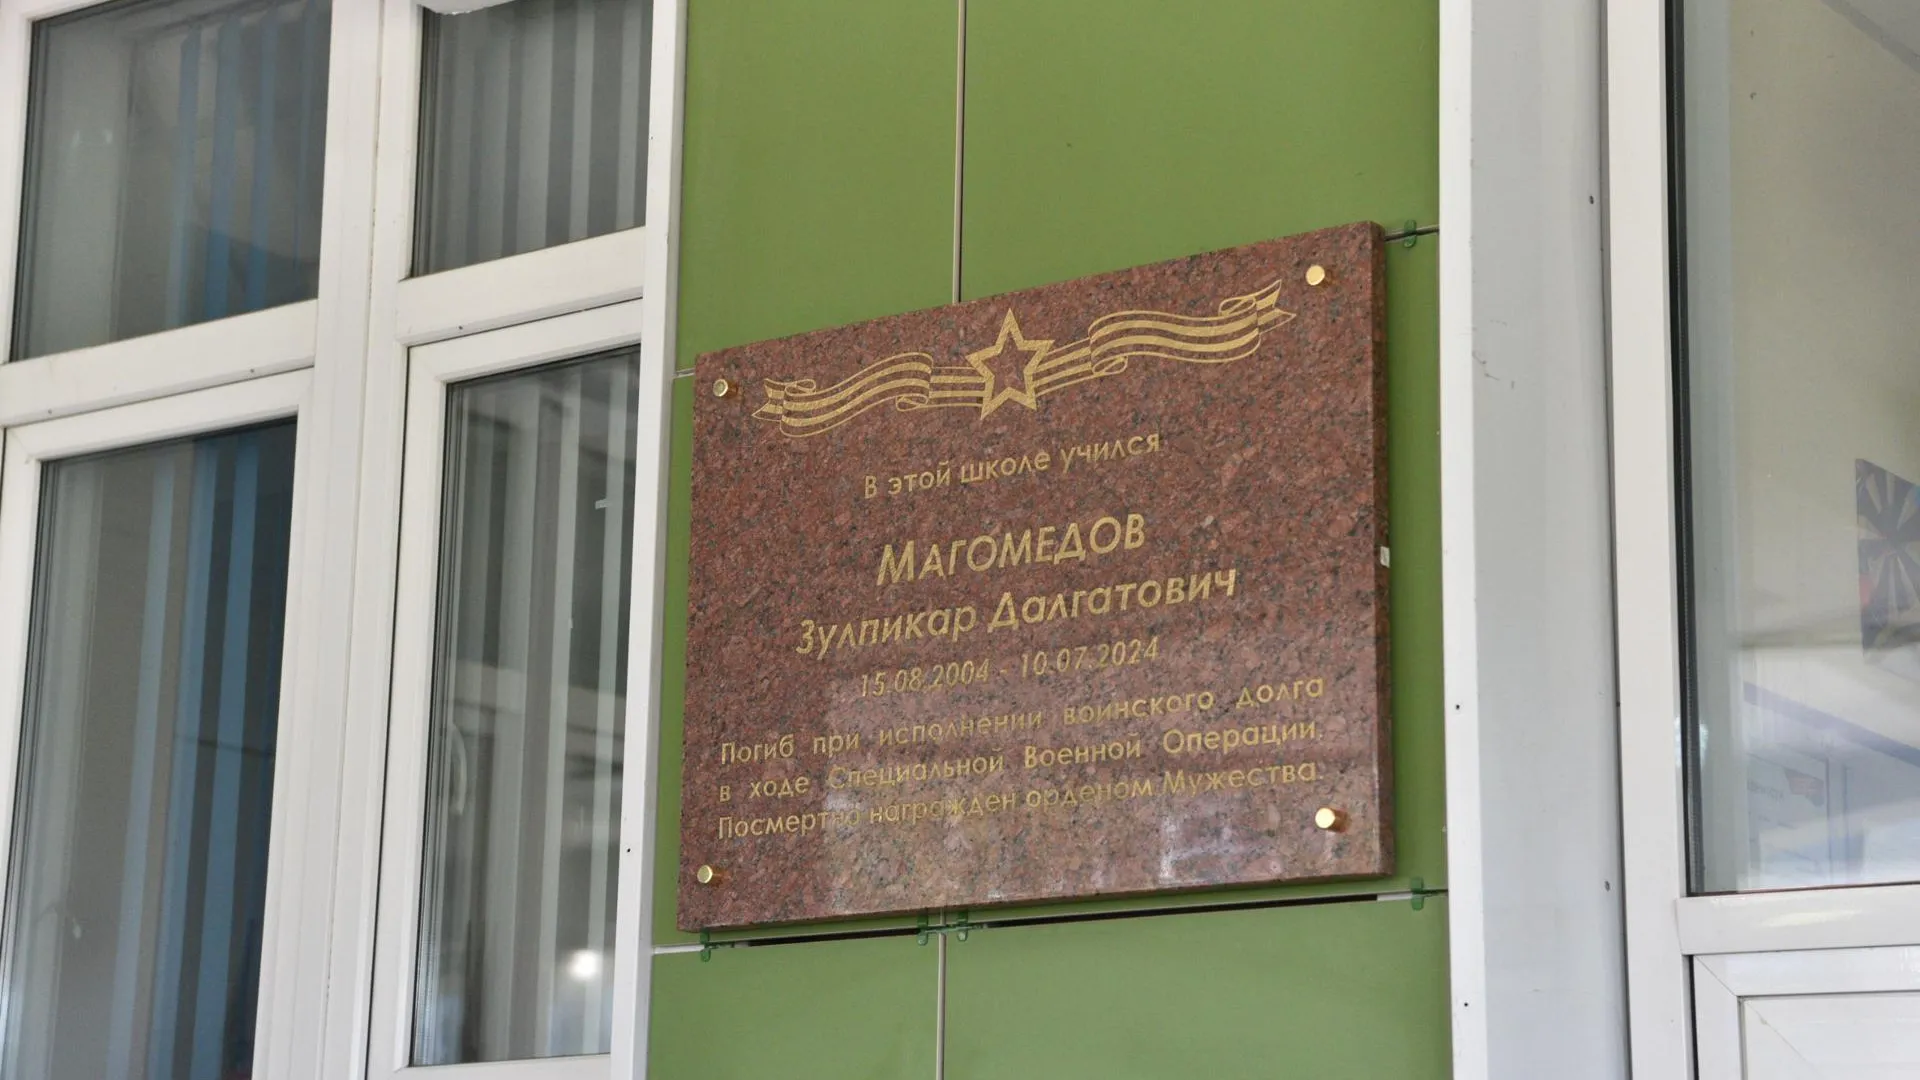 В этой школе учился
Магомедов
Зулпикар Далгатович
15.08.2004 - 10.07.2024
Погиб при исполнении воинского долга
в ходе Специальной Военной Операции.
Посмертно награжден орденом Мужества.